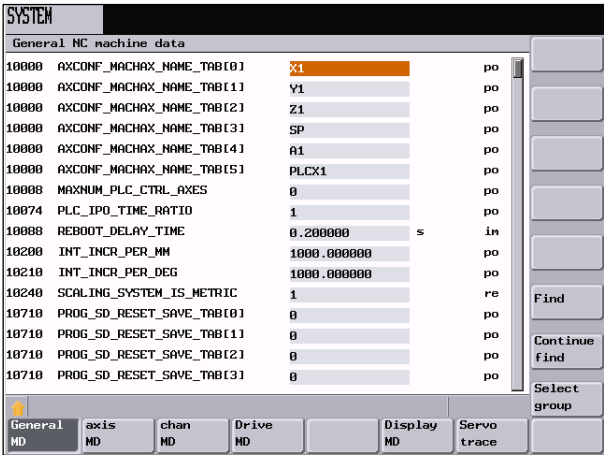 SYSTEM
General NC machine data
10000 AXCONF_MACHAX_NAME_TAB[0] X1 po
10000 AXCONF_MACHAX_NAME_TAB[1] Y1 po
10000 AXCONF_MACHAX_NAME_TAB[2] Z1 po
10000 AXCONF_MACHAX_NAME_TAB[3] SP po
10000 AXCONF_MACHAX_NAME_TAB[4] A1 po
10000 AXCONF_MACHAX_NAME_TAB[5] PLCX1 po
10008 MAXNUM_PLC_CTRL_AXES 0 po
10074 PLC_IPO_TIME_RATIO 1 po
10088 REBOOT_DELAY_TIME 0.200000 s im
10200 INT_INCR_PER_MM 1000.000000 po
10210 INT_INCR_PER_DEG 1000.000000 po
10240 SCALING_SYSTEM_IS_METRIC 1 re
10710 PROG_SD_RESET_SAVE_TAB[0] 0 po
10710 PROG_SD_RESET_SAVE_TAB[1] 0 po
10710 PROG_SD_RESET_SAVE_TAB[2] 0 po
10710 PROG_SD_RESET_SAVE_TAB[3] 0 po
Find
Continue
find
Select
group
General axis chan Drive Display Servo
MD MD MD MD MD trace